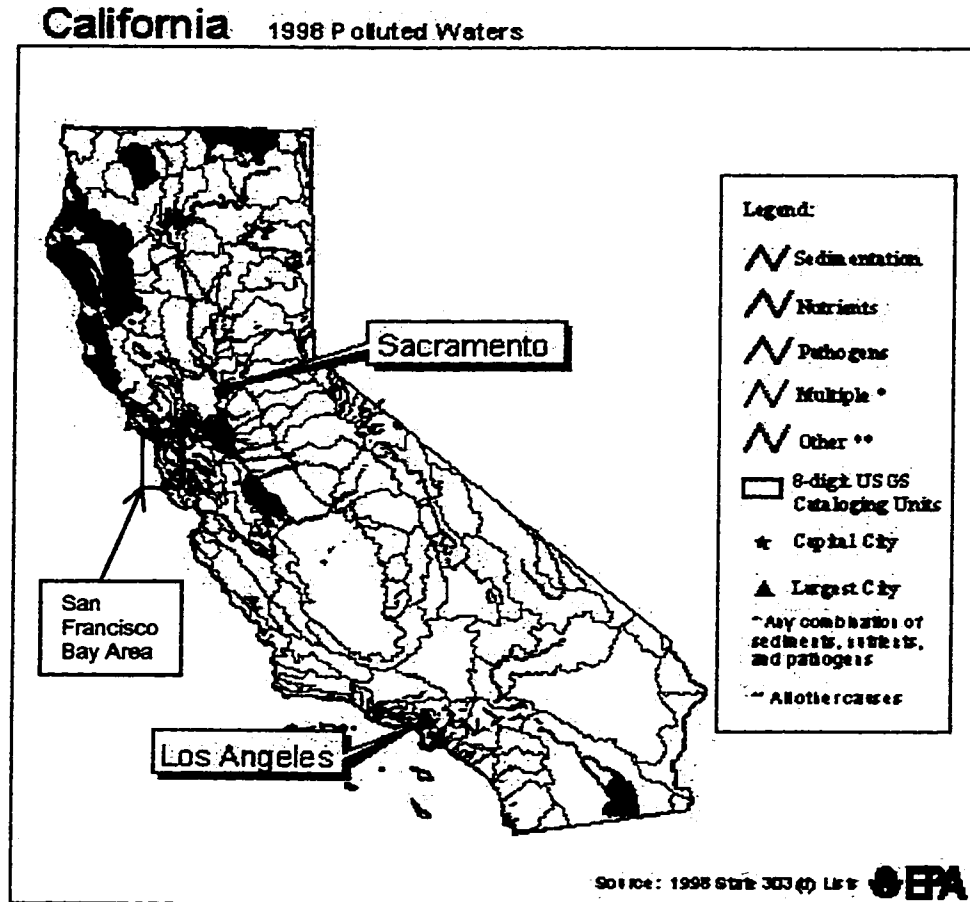 California 1998 Polluted Waters
Sacramento
San
Francisco
Bay Area
Los Angeles
Legend:
Sedimentation
Nutrients
Pathogens
Multiple *
Other **
8-digit USGS
Cataloging Units
Capital City
Largest City
Any combination of
sediments, nutrients,
and pathogens
All other causes
Source: 1998 State 303(d) Lists
EPA